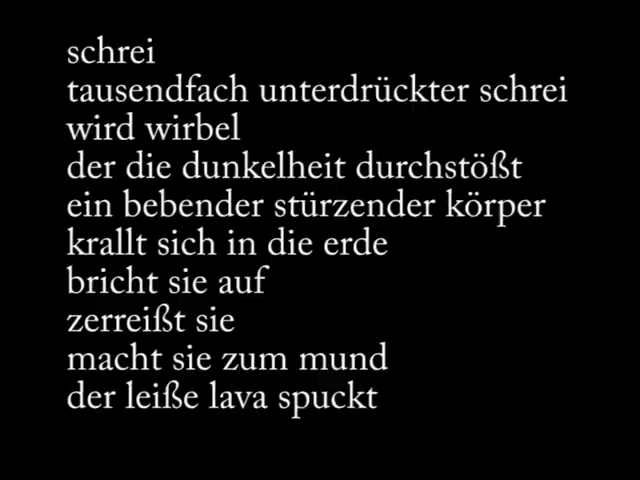 schrei
tausendfach unterdrückter schrei
wird wirbel
der die dunkelheit durchstößt
ein bebender stürzender körper
krallt sich in die erde
bricht sie auf
zerreißt sie
macht sie zum mund
der leiße lava spuckt